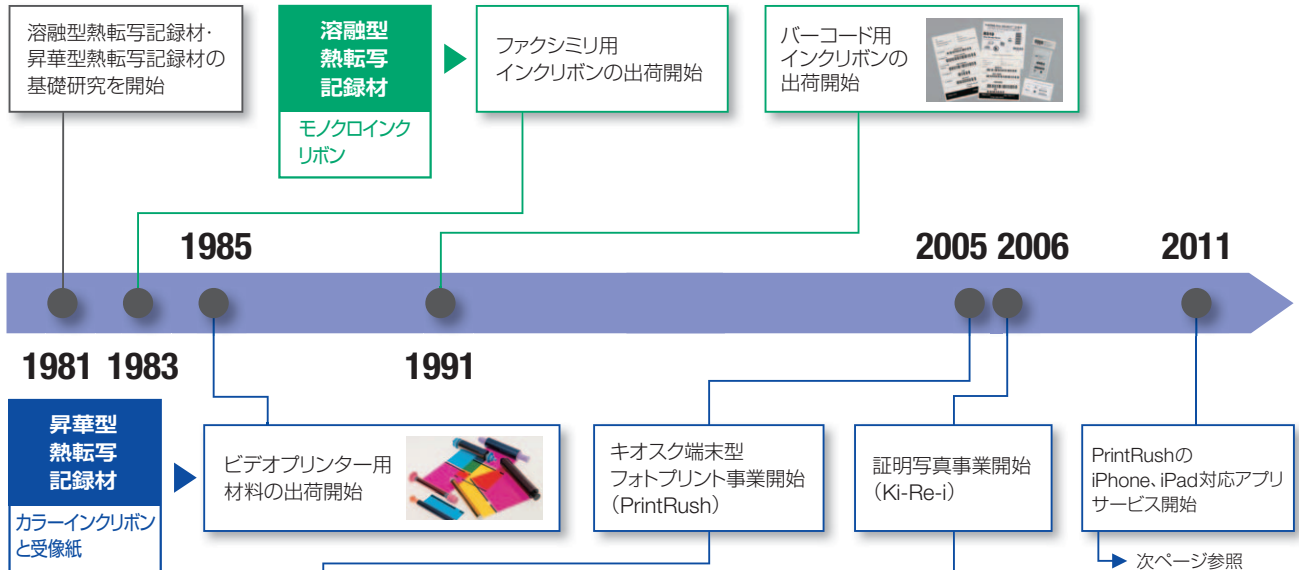 溶融型熱転写記録材・
昇華型熱転写記録材の
基礎研究を開始
溶融型
熱転写
記録材
モノクロインク
リボン
ファクシミリ用
インクリボンの出荷開始
バーコード用
インクリボンの
出荷開始
1985
2005 2006
2011
1981 1983
1991
昇華型
熱転写
記録材
カラーインクリボン
と受像紙
ビデオプリンター用
材料の出荷開始
キオスク端末型
フォトプリント事業開始
（PrintRush）
証明写真事業開始
（Ki-Re-i）
PrintRushの
iPhone、iPad対応アプリ
サービス開始
次ページ参照